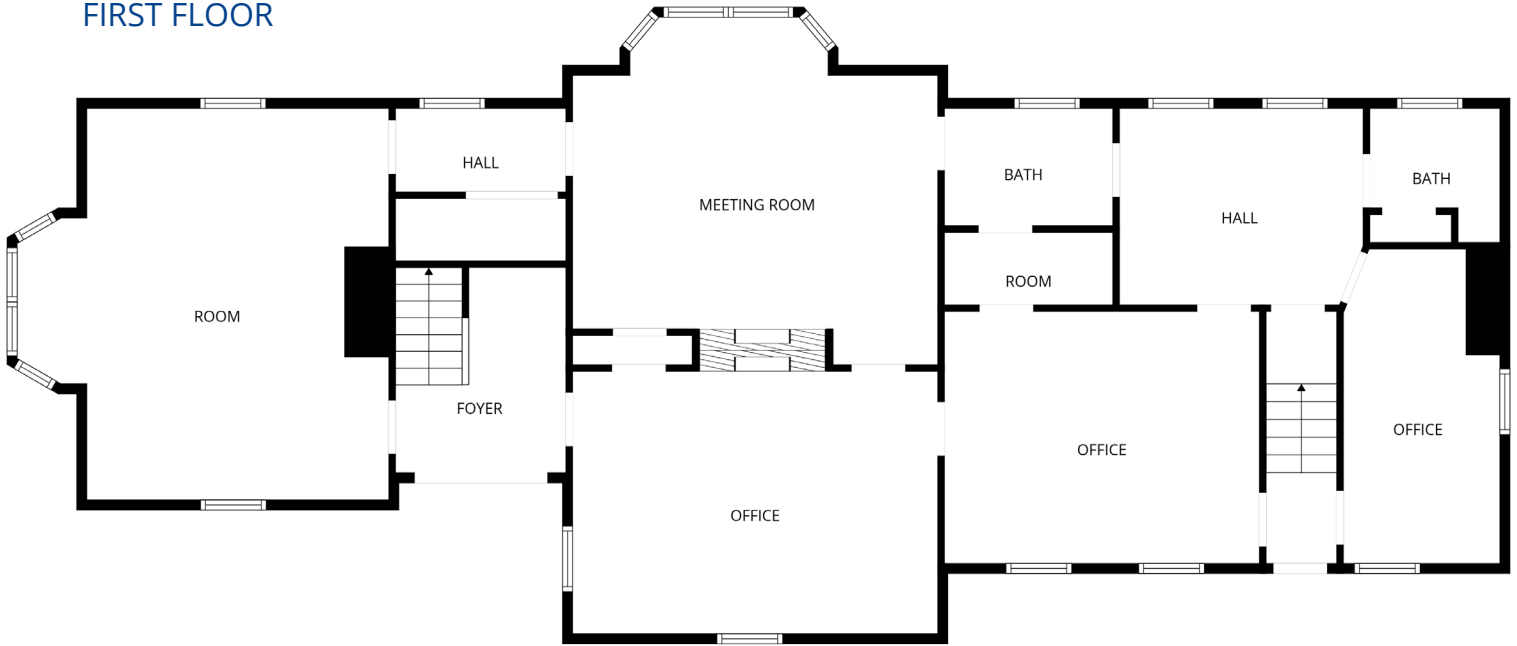 FIRST FLOOR
HALL
MEETING ROOM
BATH
BATH
HALL
ROOM
ROOM
FOYER
OFFICE
OFFICE
OFFICE